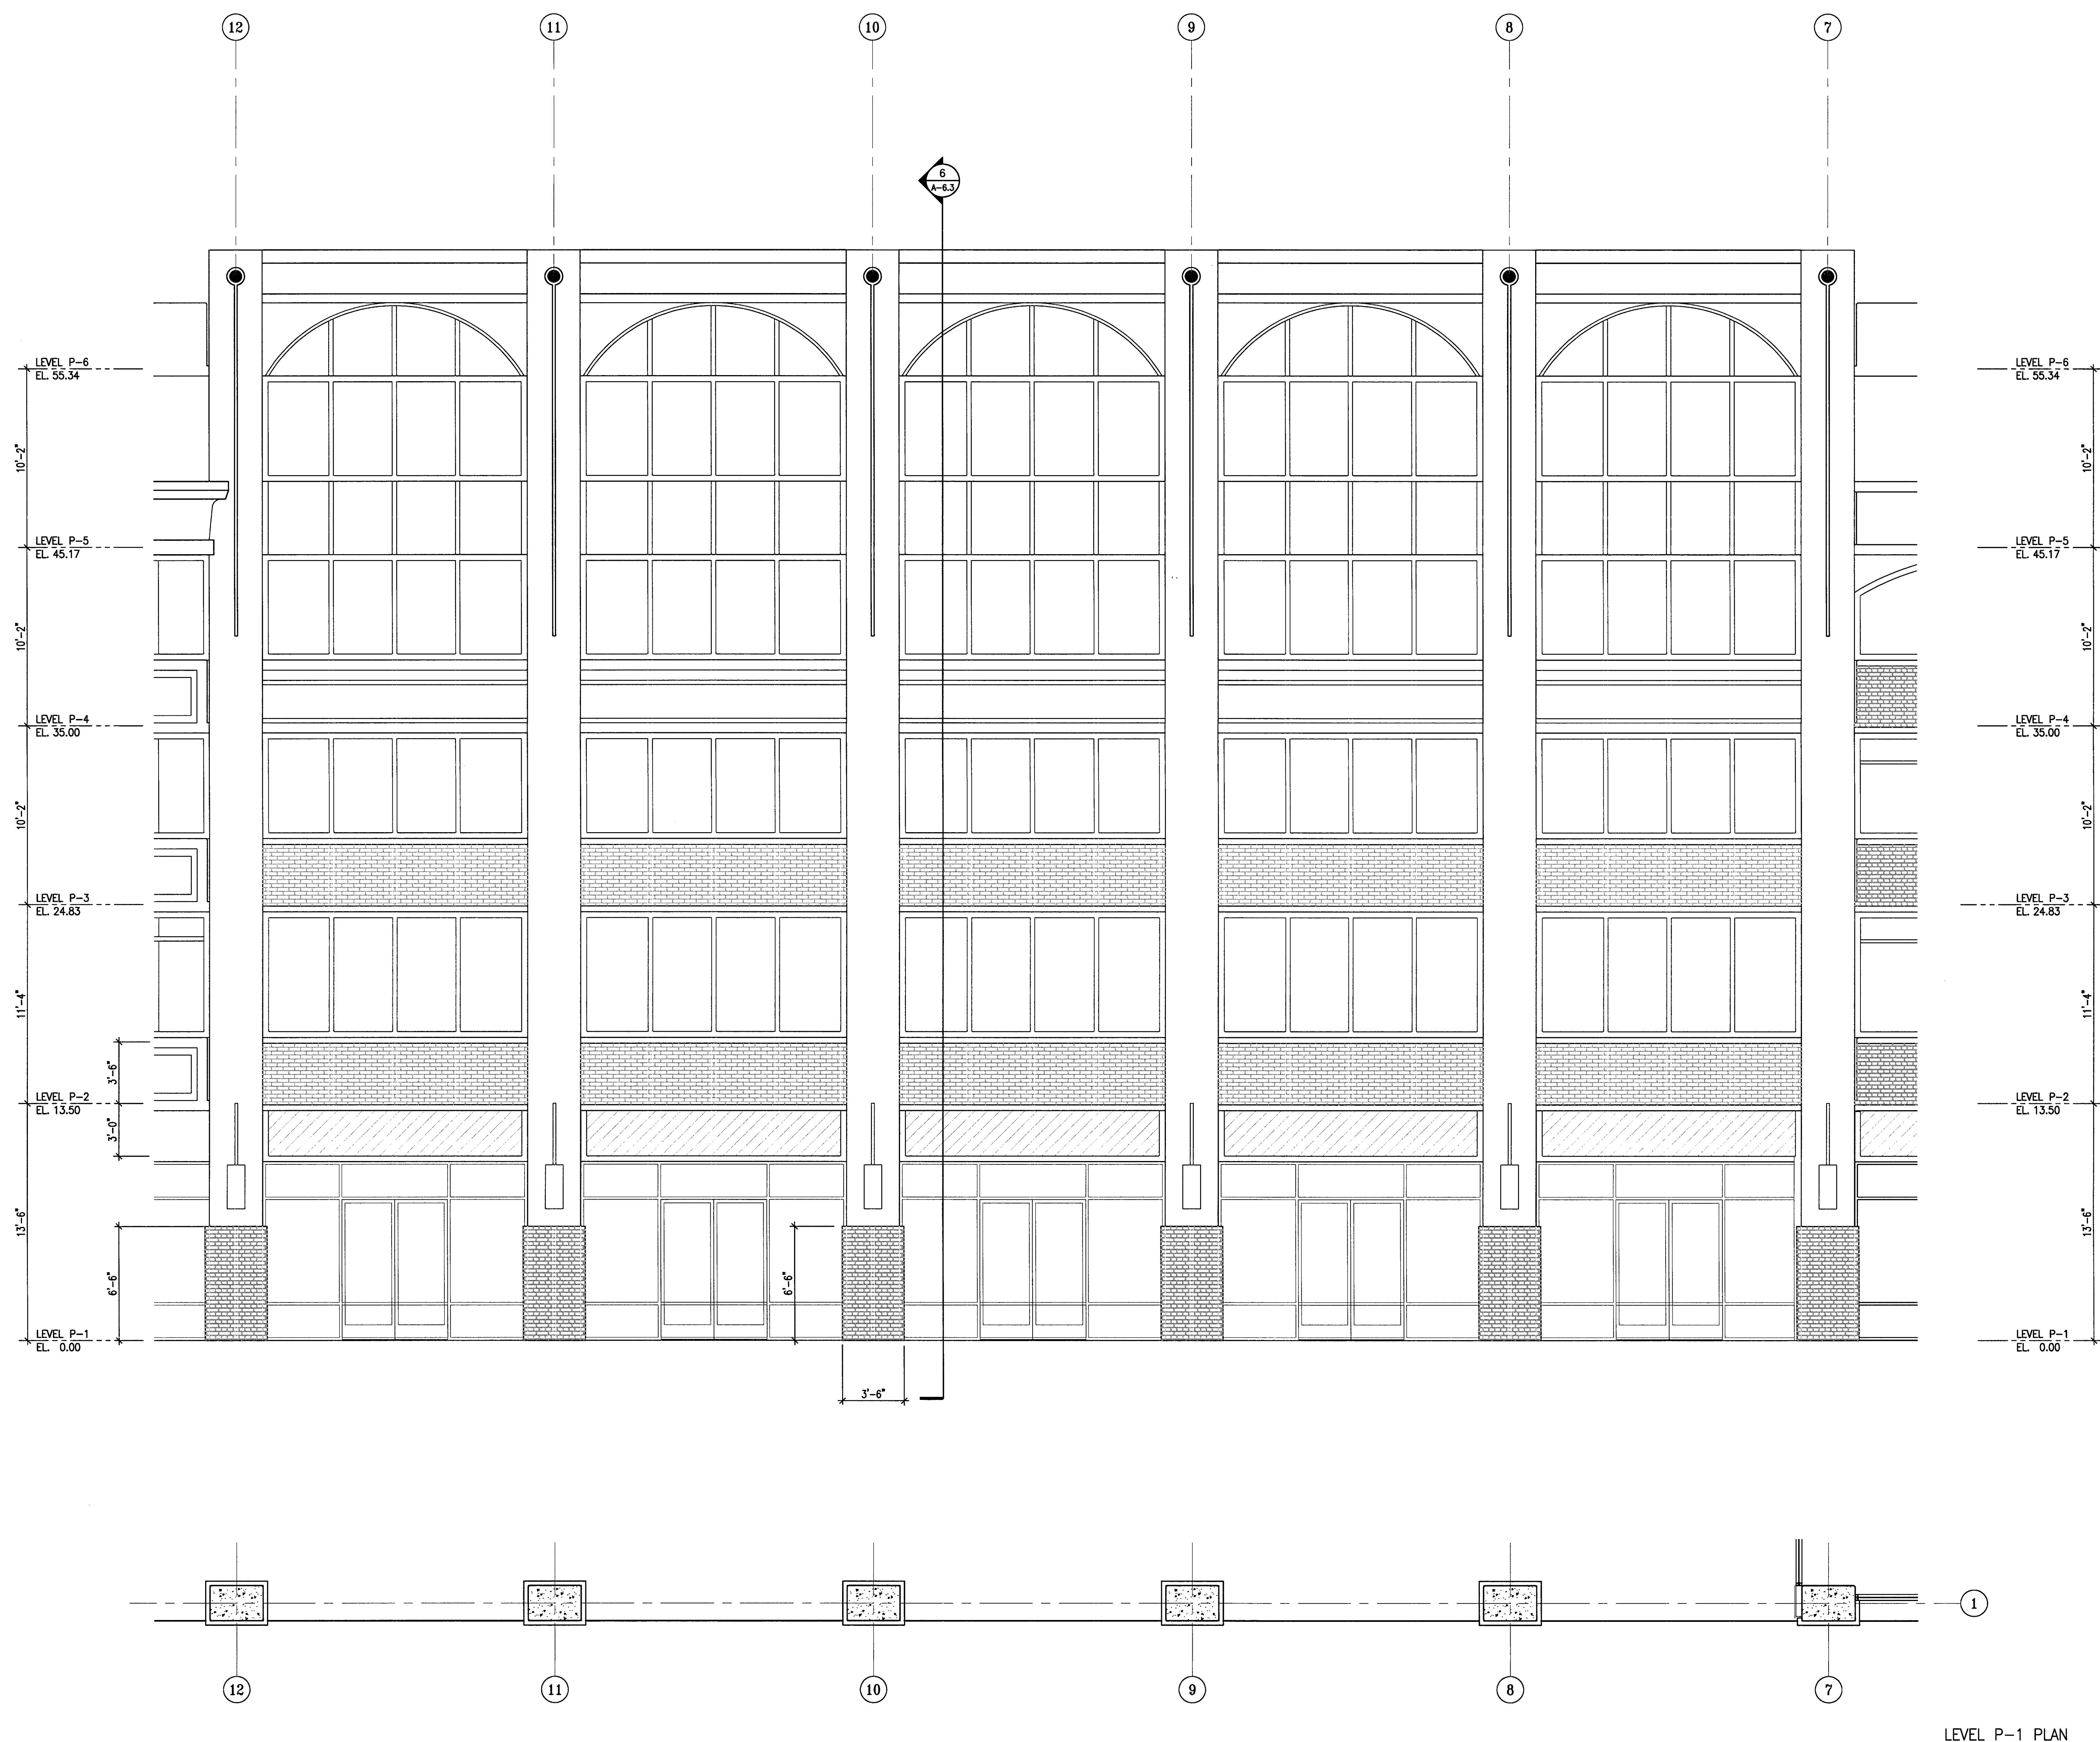 12 11 10 9 8 7
6
A-6.3
LEVEL P-6 LEVEL P-6
EL. 55.34 EL. 55.34
10'-2" 10'-2"
LEVEL P-5 LEVEL P-5
EL. 45.17 EL. 45.17
10'-2" 10'-2"
LEVEL P-4 LEVEL P-4
EL. 35.00 EL. 35.00
10'-2" 10'-2"
LEVEL P-3 LEVEL P-3
EL. 24.83 EL. 24.83
11'-4" 11'-4"
3'-6"
LEVEL P-2 LEVEL P-2
EL. 13.50 EL. 13.50
3'-0"
13'-6" 13'-6"
6'-6" 6'-6"
LEVEL P-1 LEVEL P-1
EL. 0.00 EL. 0.00
3'-6"
1
12 11 10 9 8 7
LEVEL P-1 PLAN